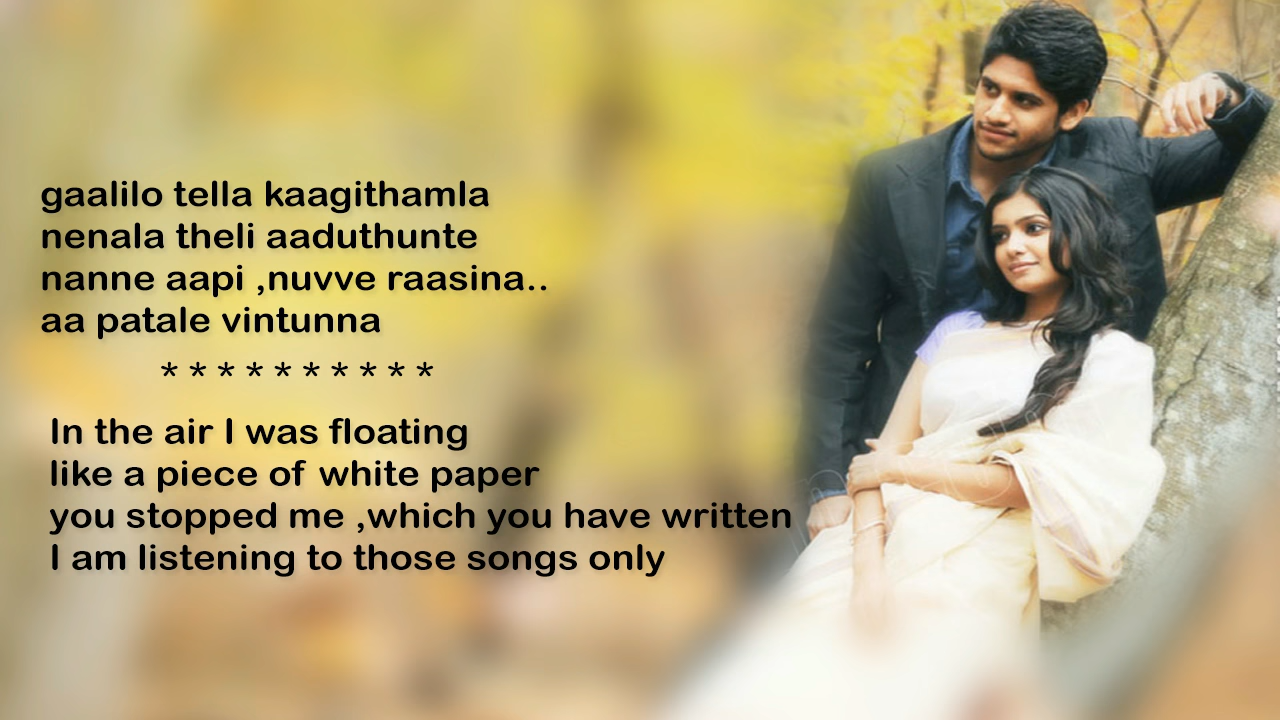 gaalilo tella kaagithamla
nenala theli aaduthunte
nanne aapi ,nuvve raasina..
aa patale vintunna
* * * * * * * * * *
In the air I was floating
like a piece of white paper
you stopped me ,which you have written
I am listening to those songs only